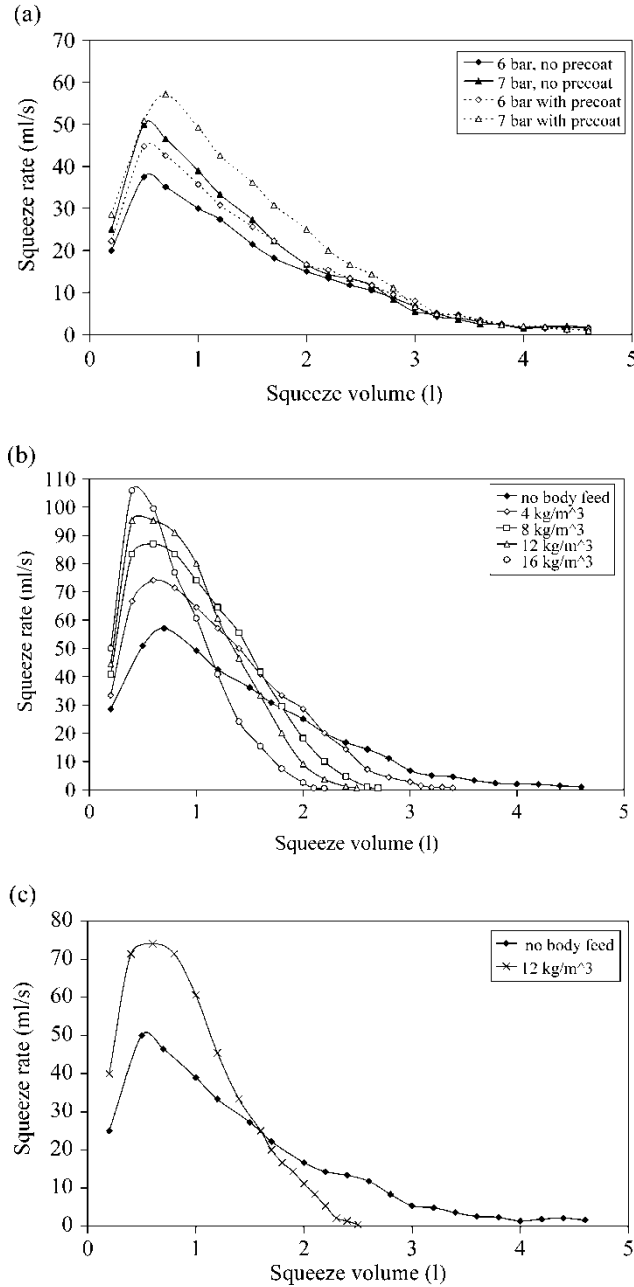 (a)
70
60
50
40
30
20
10
0
Squeeze rate (ml/s)
6 bar, no precoat
7 bar, no precoat
6 bar with precoat
7 bar with precoat
0 1 2 3 4 5
Squeeze volume (l)
(b)
110
100
90
80
70
60
50
40
30
20
10
0
Squeeze rate (ml/s)
no body feed
4 kg/m^3
8 kg/m^3
12 kg/m^3
16 kg/m^3
0 1 2 3 4 5
Squeeze volume (l)
(c)
80
70
60
50
40
30
20
10
0
Squeeze rate (ml/s)
no body feed
12 kg/m^3
0 1 2 3 4 5
Squeeze volume (l)